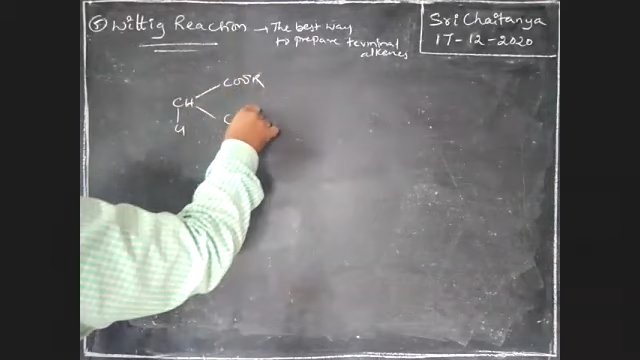 ⑤ Wittig Reaction → The best way
to prepare terminal
alkenes
Sri Chaitanya
17-12-2020
COOR
CH
C